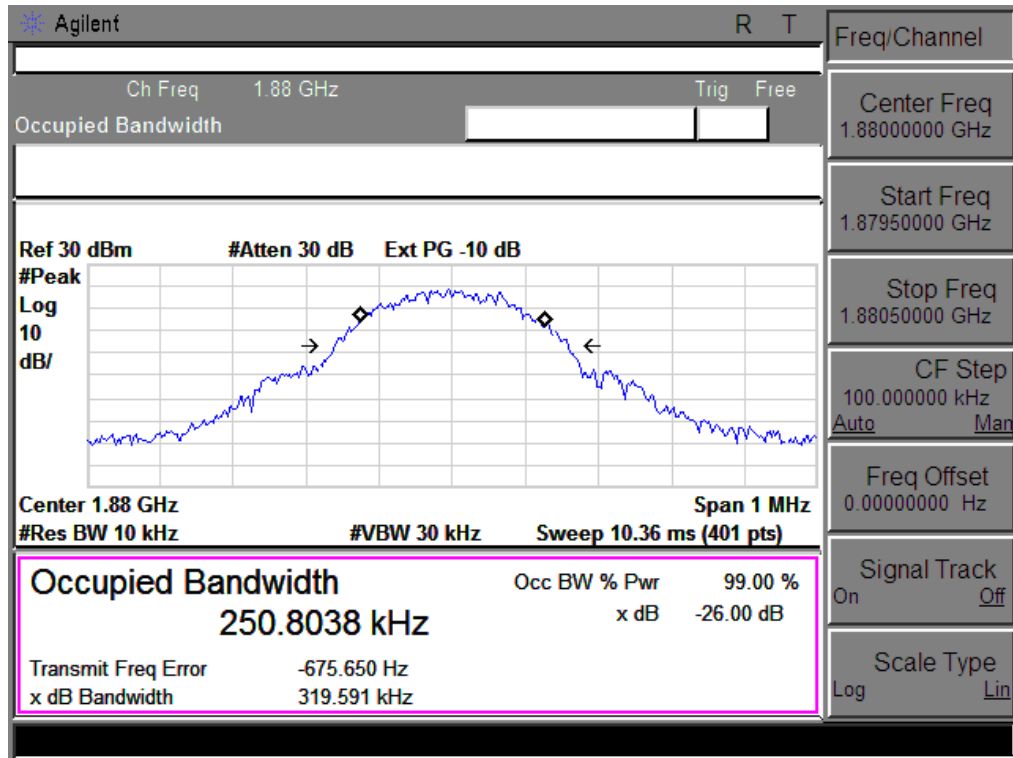 Agilent R T
Freq/Channel
Ch Freq 1.88 GHz Trig Free
Occupied Bandwidth
Center Freq
1.88000000 GHz
Start Freq
1.87950000 GHz
Stop Freq
1.88050000 GHz
CF Step
100.000000 kHz
Auto Man
Freq Offset
0.00000000 Hz
Signal Track
On Off
Scale Type
Log Lin
Ref 30 dBm #Atten 30 dB Ext PG -10 dB
#Peak
Log
10
dB/
Center 1.88 GHz Span 1 MHz
#Res BW 10 kHz #VBW 30 kHz Sweep 10.36 ms (401 pts)
Occupied Bandwidth Occ BW % Pwr 99.00 %
250.8038 kHz x dB -26.00 dB
Transmit Freq Error -675.650 Hz
x dB Bandwidth 319.591 kHz